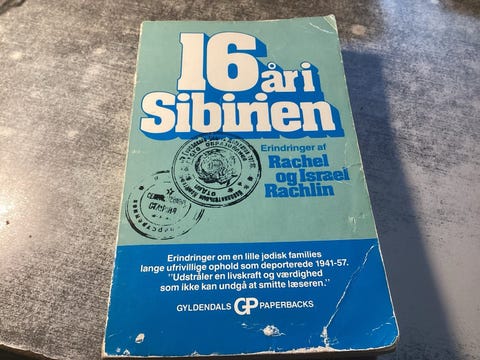 16
år i
Sibirien
Erindringer af
Rachel
og Israel
Rachlin
Erindringer om en lille jødisk families
lange ufrivillige ophold som deporterede 1941-57.
"Udstråler en livskraft og værdighed
som ikke kan undgå at smitte læseren."
GYLDENDALS GP PAPERBACKS